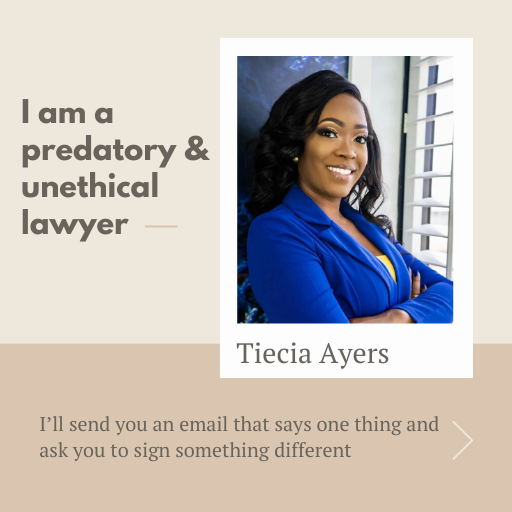 I am a
predatory &
unethical
lawyer
Tiecia Ayers
I'll send you an email that says one thing and
ask you to sign something different